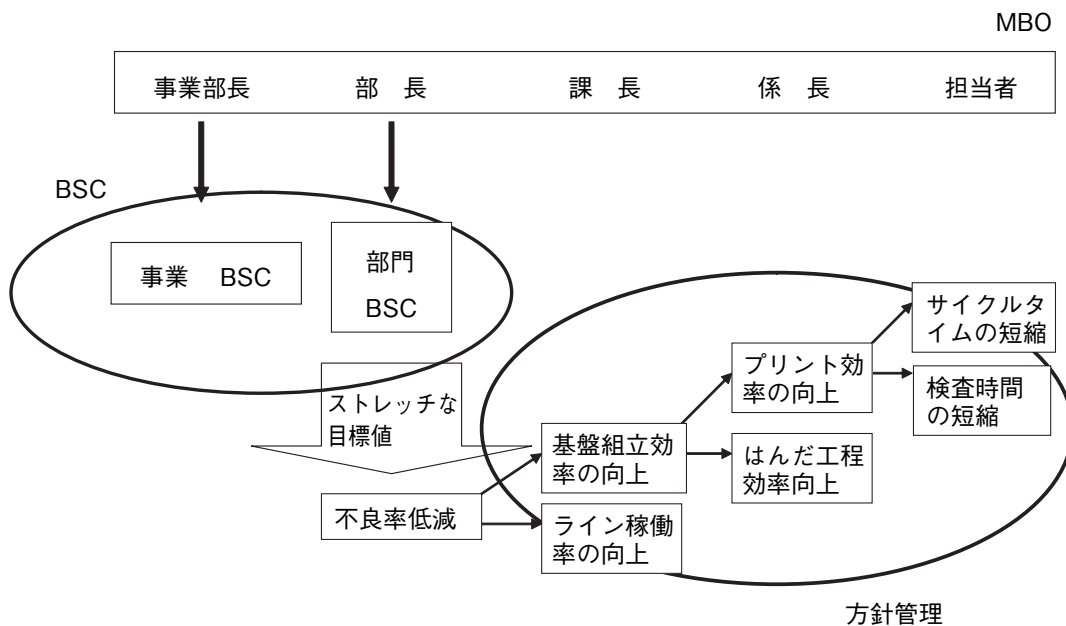 MBO
事業部長 部 長 課 長 係 長 担当者
BSC
事業 BSC
部門
BSC
ストレッチな
目標値
不良率低減
基盤組立効
率の向上
ライン稼働
率の向上
プリント効
率の向上
はんだ工程
効率向上
サイクルタ
イムの短縮
検査時間
の短縮
方針管理